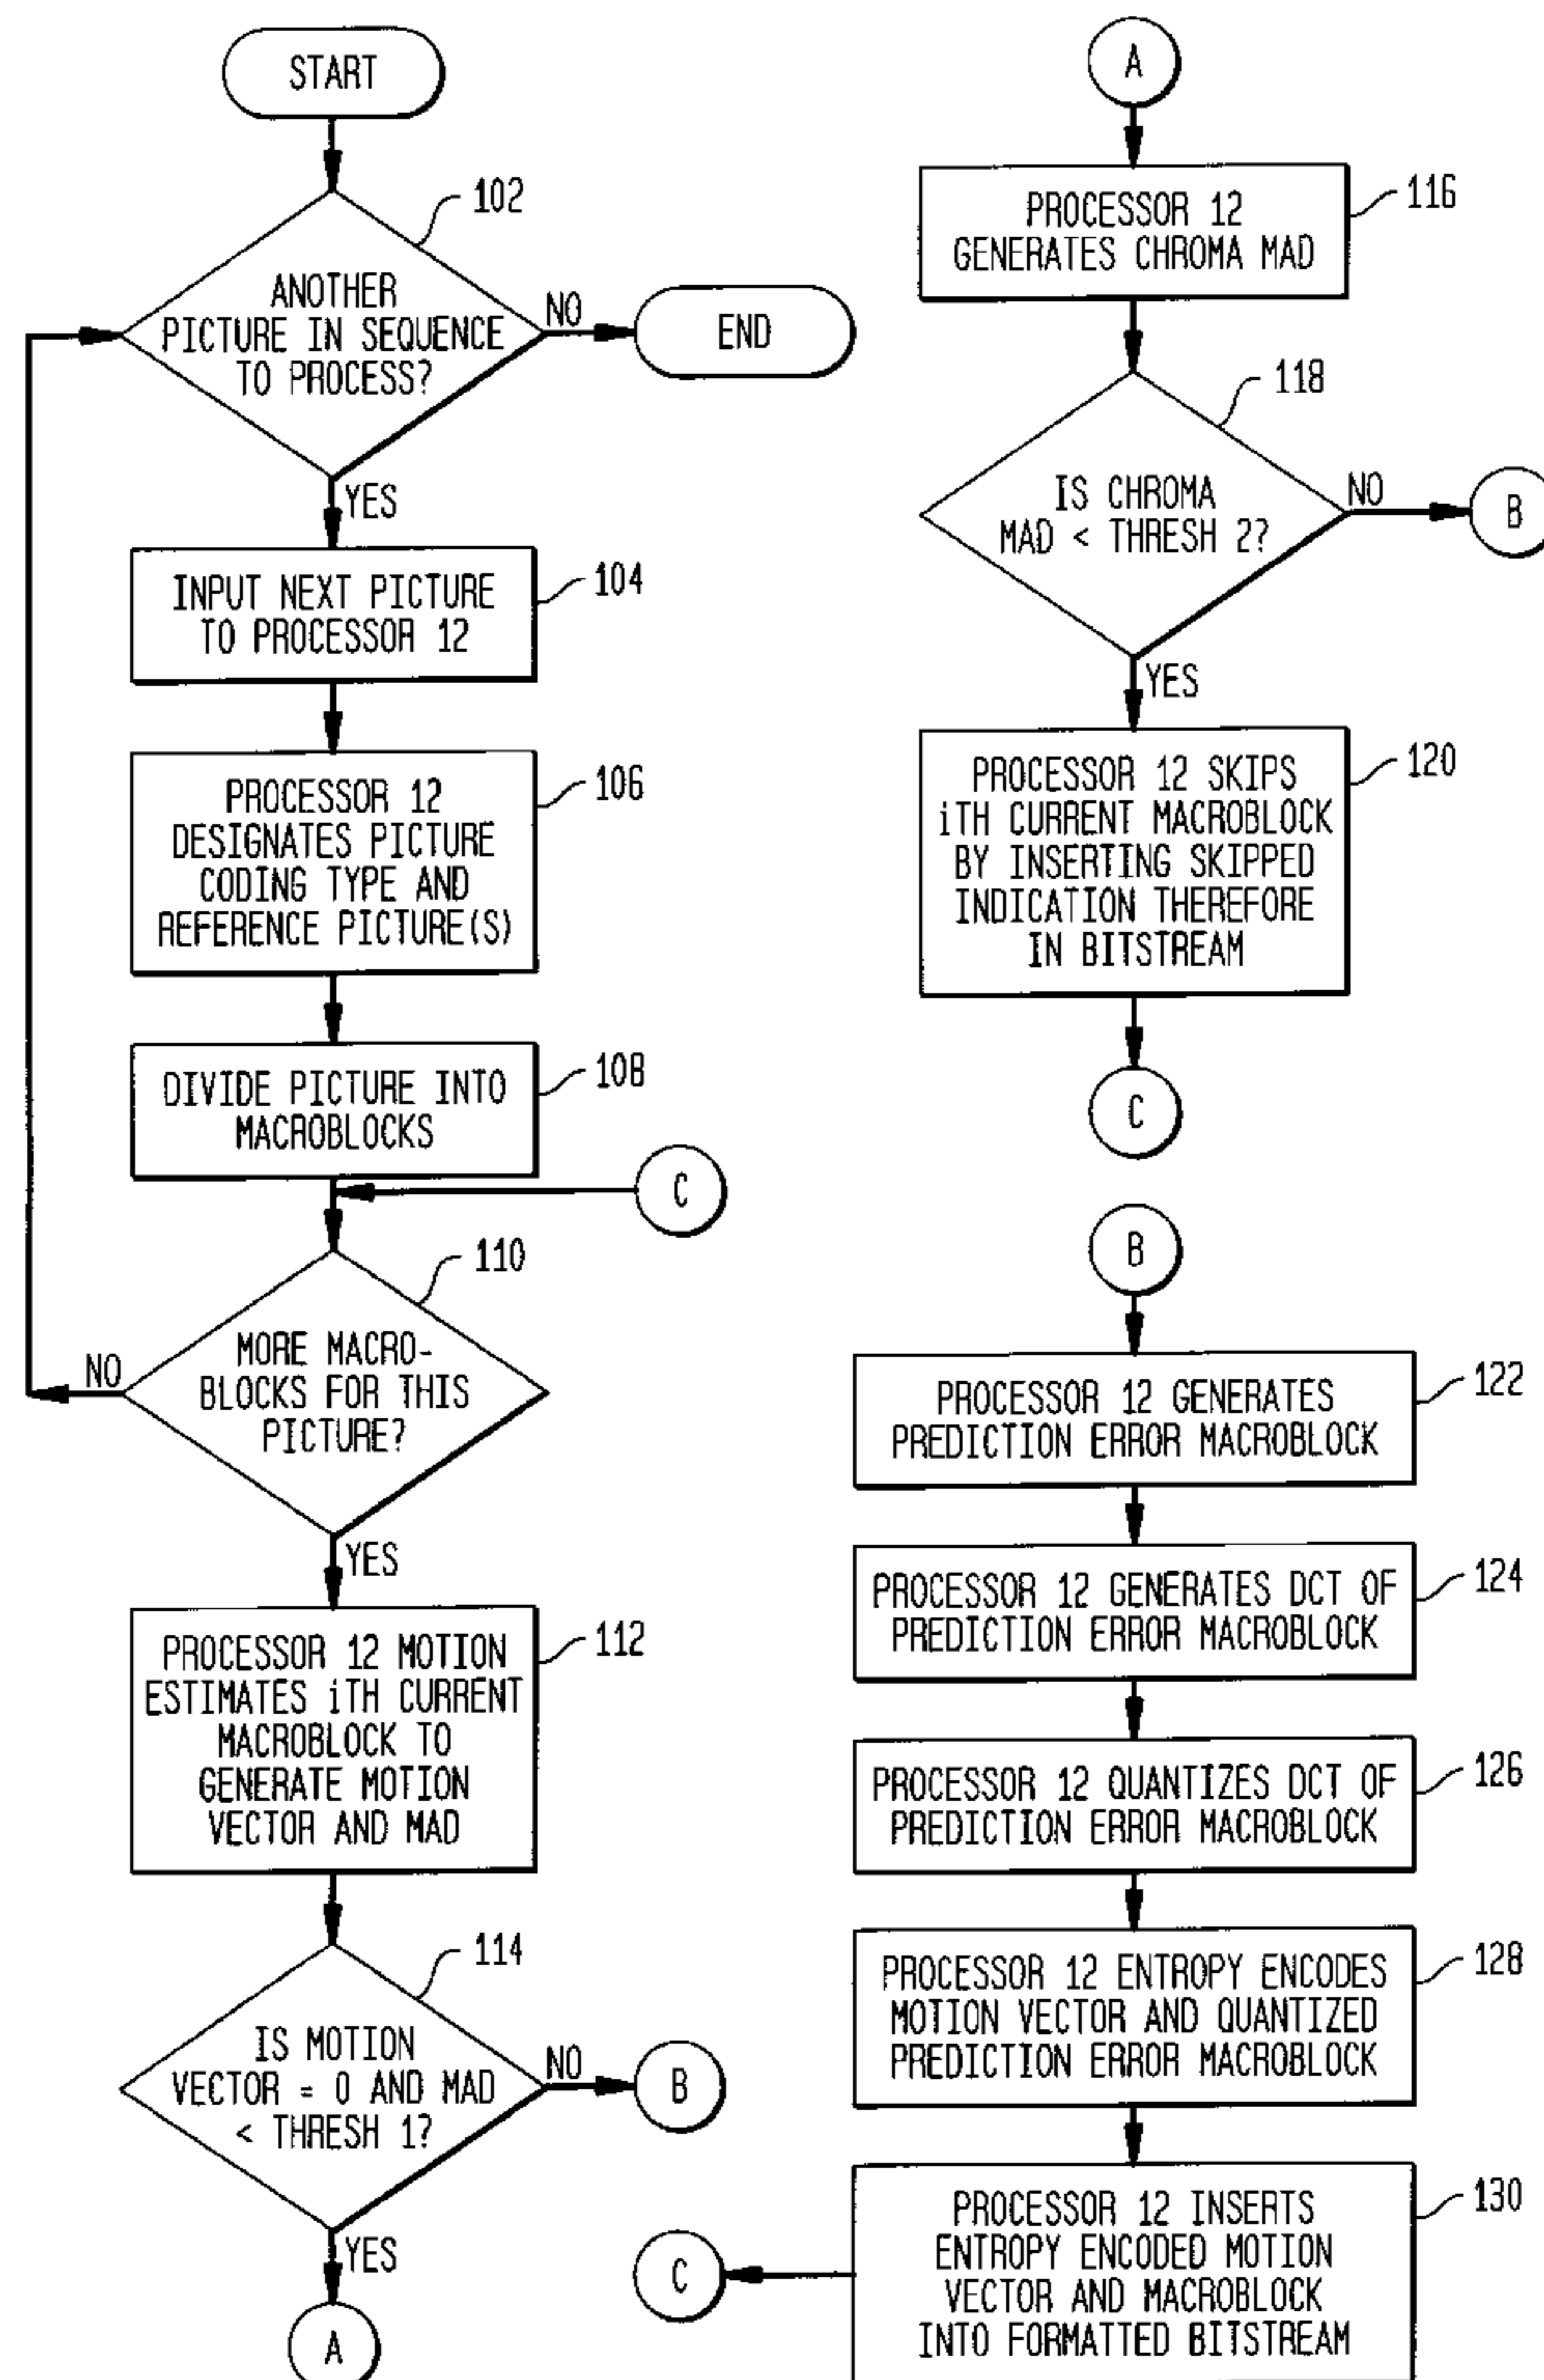 START
102
ANOTHER
PICTURE IN SEQUENCE
TO PROCESS?
NO
END
YES
INPUT NEXT PICTURE
TO PROCESSOR 12
104
PROCESSOR 12
DESIGNATES PICTURE
CODING TYPE AND
REFERENCE PICTURE(S)
106
DIVIDE PICTURE INTO
MACROBLOCKS
108
C
110
MORE MACRO-
BLOCKS FOR THIS
PICTURE?
NO
YES
PROCESSOR 12 MOTION
ESTIMATES iTH CURRENT
MACROBLOCK TO
GENERATE MOTION
VECTOR AND MAD
112
114
IS MOTION
VECTOR = 0 AND MAD
< THRESH 1?
NO
B
YES
A
A
PROCESSOR 12
GENERATES CHROMA MAD
116
118
IS CHROMA
MAD < THRESH 2?
NO
B
YES
PROCESSOR 12 SKIPS
iTH CURRENT MACROBLOCK
BY INSERTING SKIPPED
INDICATION THEREFORE
IN BITSTREAM
120
C
B
PROCESSOR 12 GENERATES
PREDICTION ERROR MACROBLOCK
122
PROCESSOR 12 GENERATES DCT OF
PREDICTION ERROR MACROBLOCK
124
PROCESSOR 12 QUANTIZES DCT OF
PREDICTION ERROR MACROBLOCK
126
PROCESSOR 12 ENTROPY ENCODES
MOTION VECTOR AND QUANTIZED
PREDICTION ERROR MACROBLOCK
128
PROCESSOR 12 INSERTS
ENTROPY ENCODED MOTION
VECTOR AND MACROBLOCK
INTO FORMATTED BITSTREAM
130
C